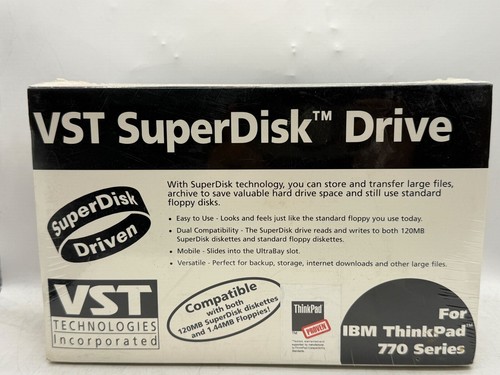 VST SuperDisk™ Drive
With SuperDisk technology, you can store and transfer large files,
archive to save valuable hard drive space and still use standard
floppy disks.
• Easy to Use - Looks and feels just like the standard floppy you use today.
• Dual Compatibility - The SuperDisk drive reads and writes to both 120MB
SuperDisk diskettes and standard floppy diskettes.
• Mobile - Slides into the UltraBay slot.
• Versatile - Perfect for backup, storage, internet downloads and other large files.
SuperDisk
Driven
VST
TECHNOLOGIES
Incorporated
Compatible
with both
120MB SuperDisk diskettes
and 1.44MB Floppies!
ThinkPad
PROVEN
For
IBM ThinkPad™
770 Series